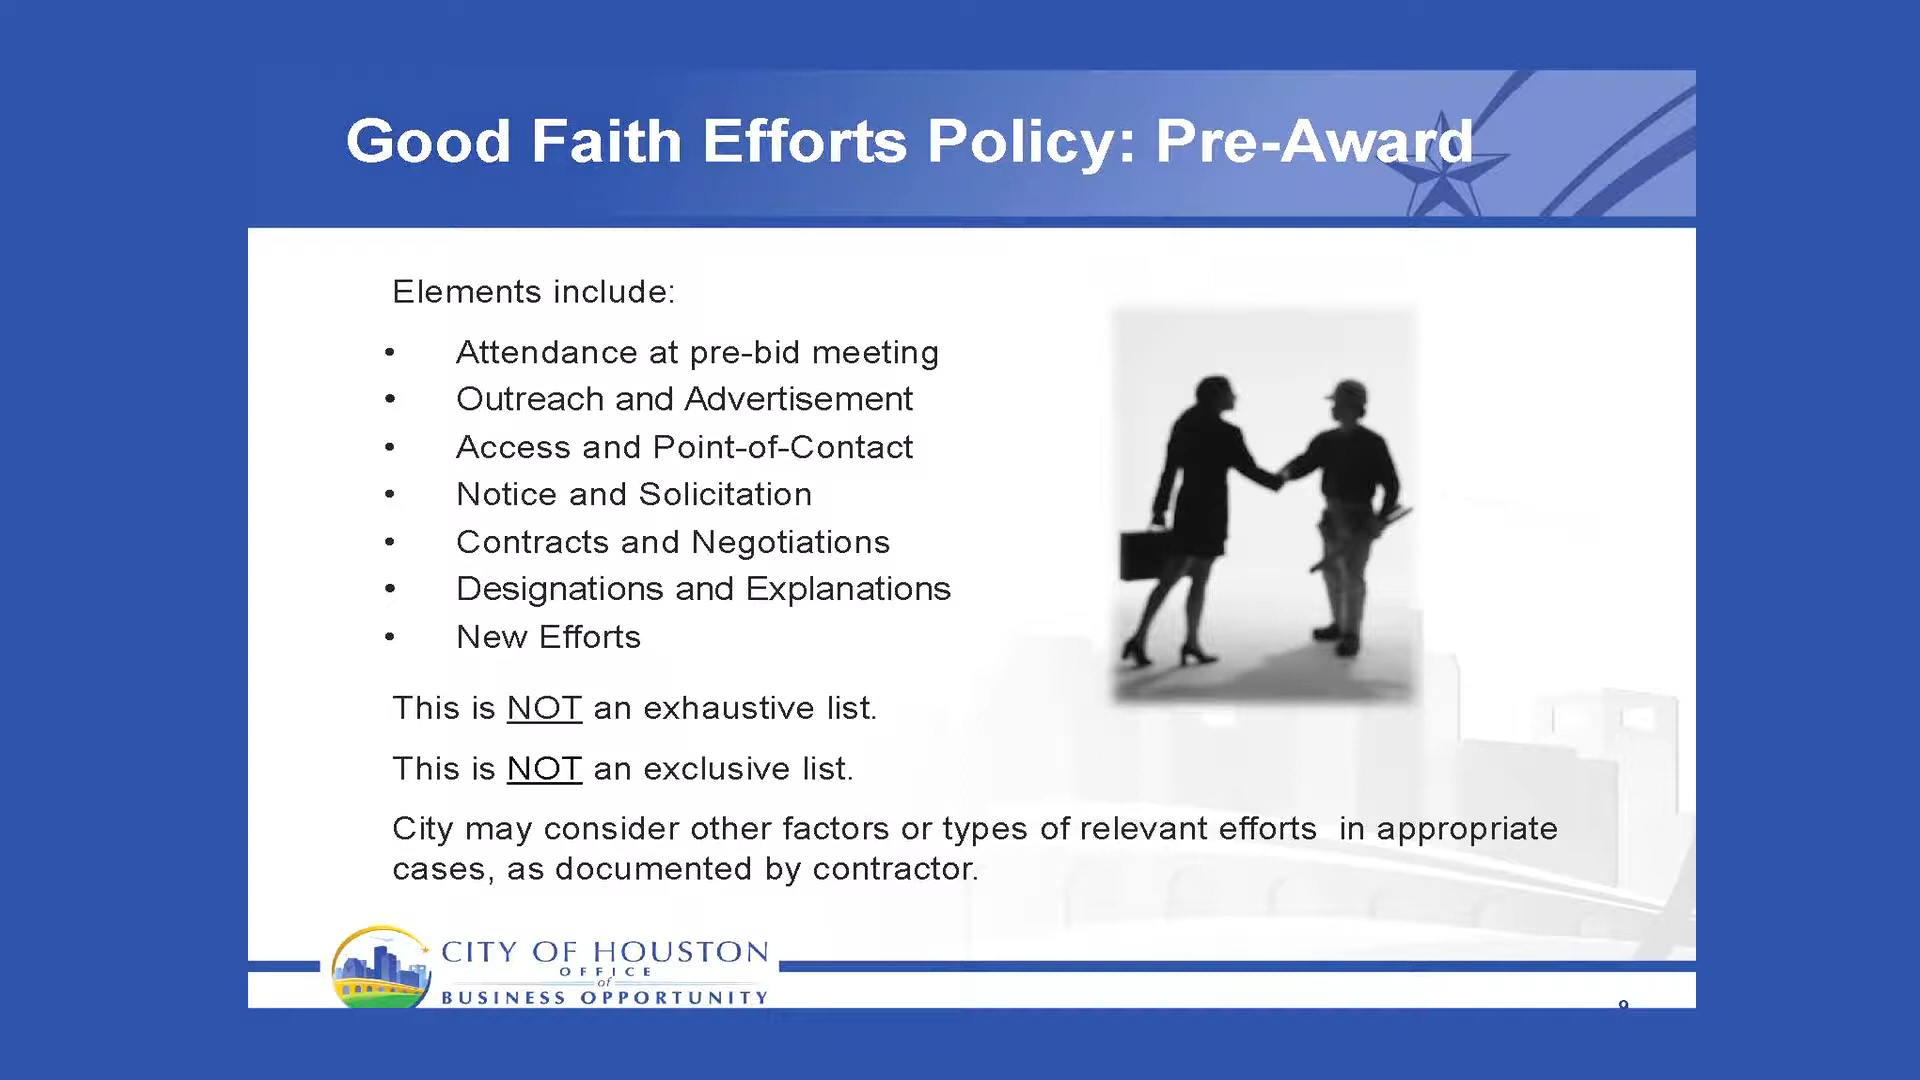 Good Faith Efforts Policy: Pre-Award
Elements include:
• Attendance at pre-bid meeting
• Outreach and Advertisement
• Access and Point-of-Contact
• Notice and Solicitation
• Contracts and Negotiations
• Designations and Explanations
• New Efforts
This is NOT an exhaustive list.
This is NOT an exclusive list.
City may consider other factors or types of relevant efforts in appropriate
cases, as documented by contractor.
CITY OF HOUSTON
OFFICE
of
BUSINESS OPPORTUNITY